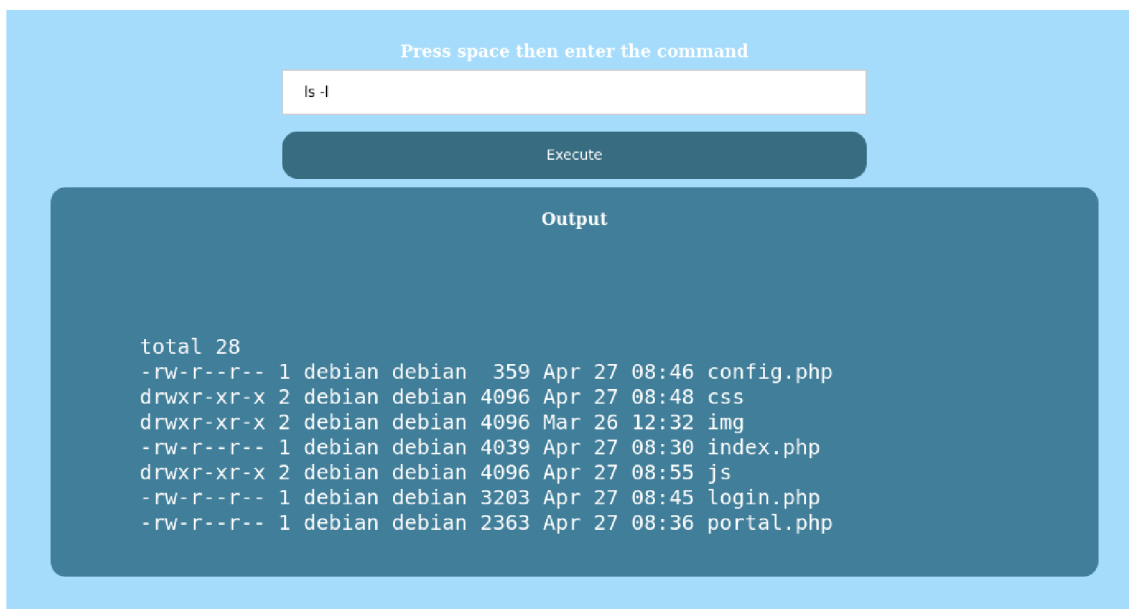 Press space then enter the command
ls -l
Execute
Output
total 28
-rw-r--r-- 1 debian debian  359 Apr 27 08:46 config.php
drwxr-xr-x 2 debian debian 4096 Apr 27 08:48 css
drwxr-xr-x 2 debian debian 4096 Mar 26 12:32 img
-rw-r--r-- 1 debian debian 4039 Apr 27 08:30 index.php
drwxr-xr-x 2 debian debian 4096 Apr 27 08:55 js
-rw-r--r-- 1 debian debian 3203 Apr 27 08:45 login.php
-rw-r--r-- 1 debian debian 2363 Apr 27 08:36 portal.php